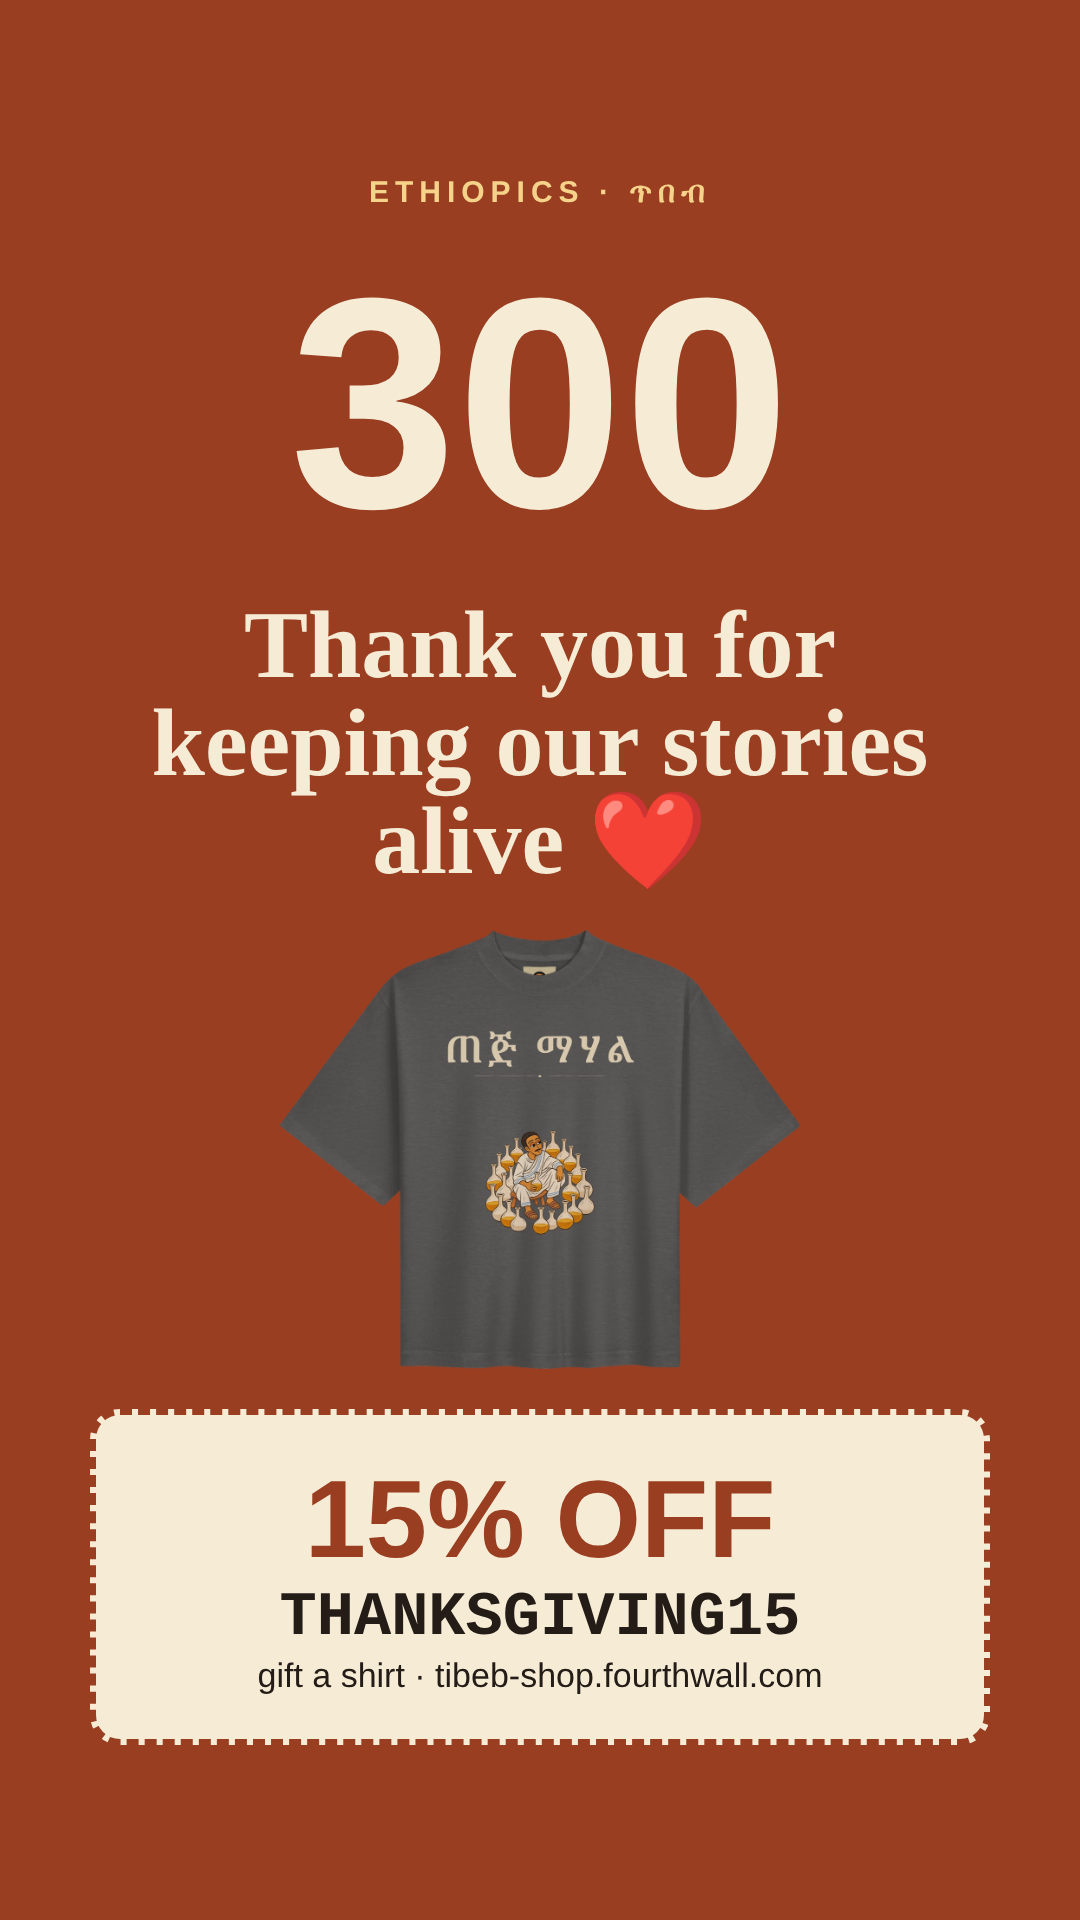 ETHIOPICS · ጥበብ
300
Thank you for
keeping our stories
alive ❤️
ጠጅ ማሃል
15% OFF
THANKSGIVING15
gift a shirt · tibeb-shop.fourthwall.com